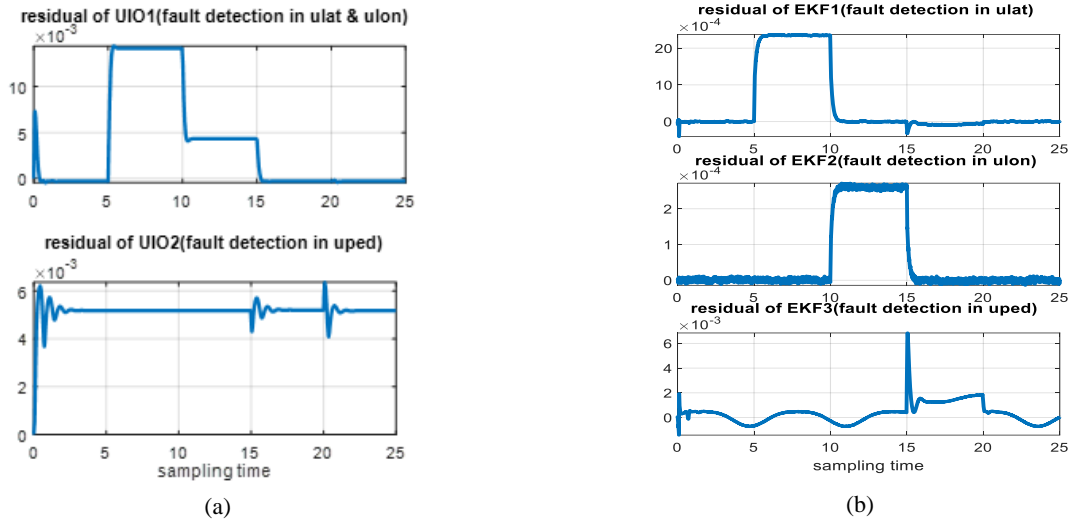 residual of UIO1(fault detection in ulat & ulon)
×10⁻³
10
5
0
0 5 10 15 20 25
residual of UIO2(fault detection in uped)
×10⁻³
6
4
2
0
0 5 10 15 20 25
sampling time
(a)
residual of EKF1(fault detection in ulat)
×10⁻⁴
20
10
0
0 5 10 15 20 25
residual of EKF2(fault detection in ulon)
×10⁻⁴
2
1
0
0 5 10 15 20 25
residual of EKF3(fault detection in uped)
×10⁻³
6
4
2
0
0 5 10 15 20 25
sampling time
(b)